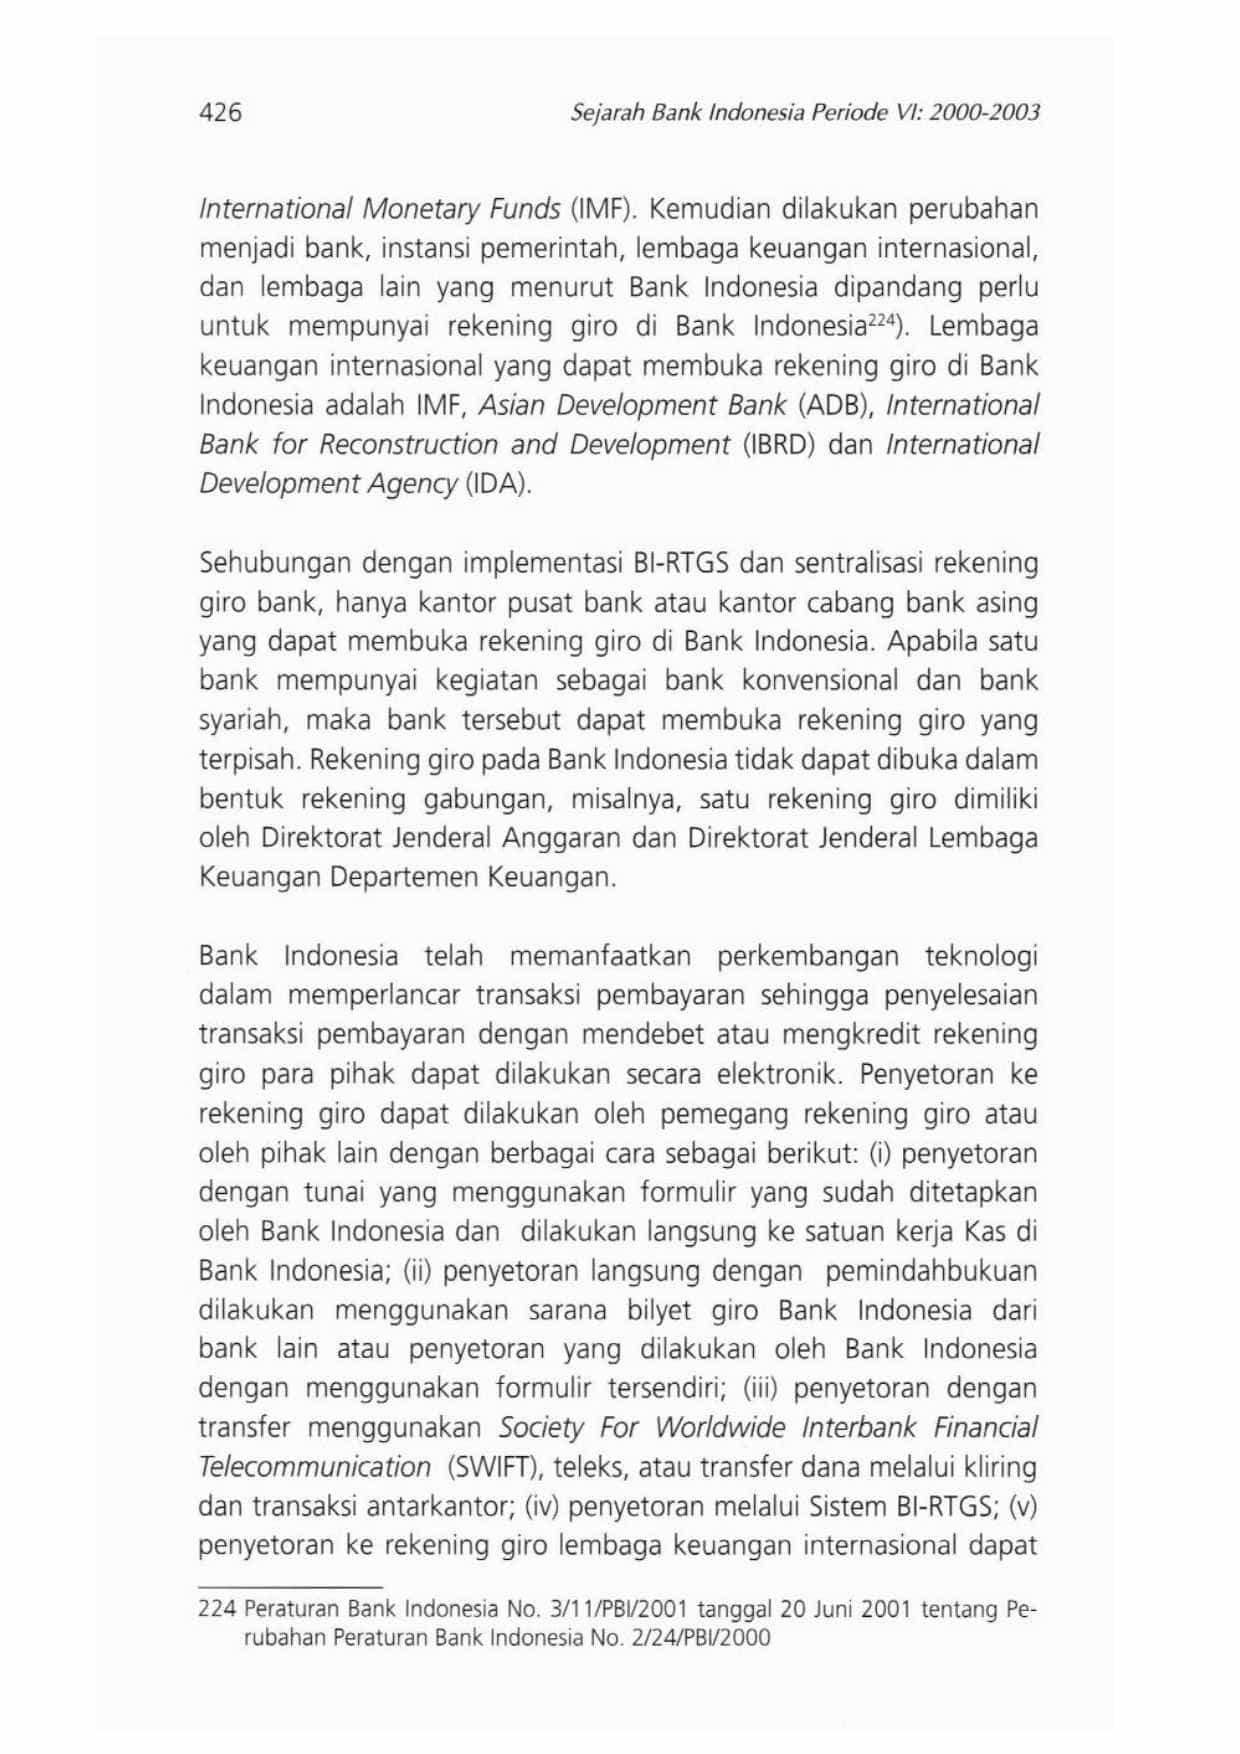 426
Sejarah Bank Indonesia Periode VI: 2000-2003
International Monetary Funds (IMF). Kemudian dilakukan perubahan
menjadi bank, instansi pemerintah, lembaga keuangan internasional,
dan lembaga lain yang menurut Bank Indonesia dipandang perlu
untuk mempunyai rekening giro di Bank Indonesia²²⁴). Lembaga
keuangan internasional yang dapat membuka rekening giro di Bank
Indonesia adalah IMF, Asian Development Bank (ADB), International
Bank for Reconstruction and Development (IBRD) dan International
Development Agency (IDA).
Sehubungan dengan implementasi BI-RTGS dan sentralisasi rekening
giro bank, hanya kantor pusat bank atau kantor cabang bank asing
yang dapat membuka rekening giro di Bank Indonesia. Apabila satu
bank mempunyai kegiatan sebagai bank konvensional dan bank
syariah, maka bank tersebut dapat membuka rekening giro yang
terpisah. Rekening giro pada Bank Indonesia tidak dapat dibuka dalam
bentuk rekening gabungan, misalnya, satu rekening giro dimiliki
oleh Direktorat Jenderal Anggaran dan Direktorat Jenderal Lembaga
Keuangan Departemen Keuangan.
Bank Indonesia telah memanfaatkan perkembangan teknologi
dalam memperlancar transaksi pembayaran sehingga penyelesaian
transaksi pembayaran dengan mendebet atau mengkredit rekening
giro para pihak dapat dilakukan secara elektronik. Penyetoran ke
rekening giro dapat dilakukan oleh pemegang rekening giro atau
oleh pihak lain dengan berbagai cara sebagai berikut: (i) penyetoran
dengan tunai yang menggunakan formulir yang sudah ditetapkan
oleh Bank Indonesia dan dilakukan langsung ke satuan kerja Kas di
Bank Indonesia; (ii) penyetoran langsung dengan pemindahbukuan
dilakukan menggunakan sarana bilyet giro Bank Indonesia dari
bank lain atau penyetoran yang dilakukan oleh Bank Indonesia
dengan menggunakan formulir tersendiri; (iii) penyetoran dengan
transfer menggunakan Society For Worldwide Interbank Financial
Telecommunication (SWIFT), teleks, atau transfer dana melalui kliring
dan transaksi antarkantor; (iv) penyetoran melalui Sistem BI-RTGS; (v)
penyetoran ke rekening giro lembaga keuangan internasional dapat
224 Peraturan Bank Indonesia No. 3/11/PBI/2001 tanggal 20 Juni 2001 tentang Pe-
rubahan Peraturan Bank Indonesia No. 2/24/PBI/2000